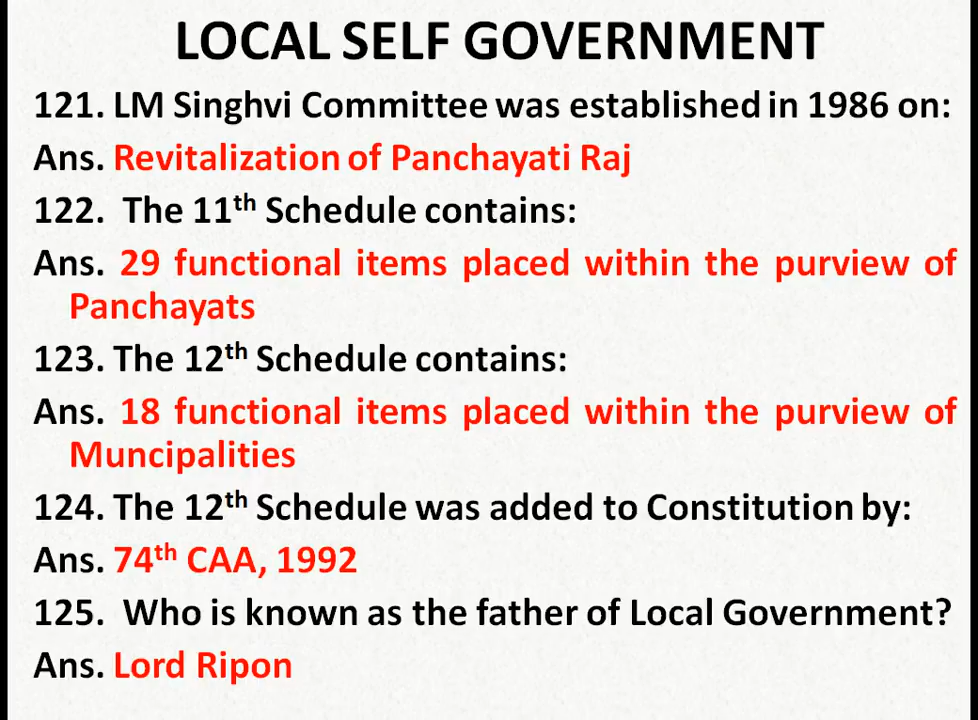 LOCAL SELF GOVERNMENT
121. LM Singhvi Committee was established in 1986 on:
Ans. Revitalization of Panchayati Raj
122. The 11th Schedule contains:
Ans. 29 functional items placed within the purview of
Panchayats
123. The 12th Schedule contains:
Ans. 18 functional items placed within the purview of
Muncipalities
124. The 12th Schedule was added to Constitution by:
Ans. 74th CAA, 1992
125. Who is known as the father of Local Government?
Ans. Lord Ripon